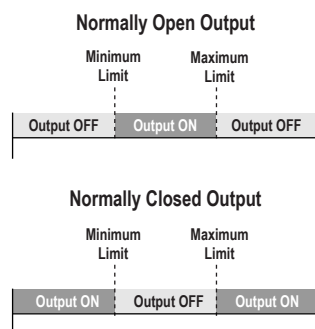 Normally Open Output
Minimum Limit
Maximum Limit
Output OFF
Output ON
Output OFF
Normally Closed Output
Minimum Limit
Maximum Limit
Output ON
Output OFF
Output ON